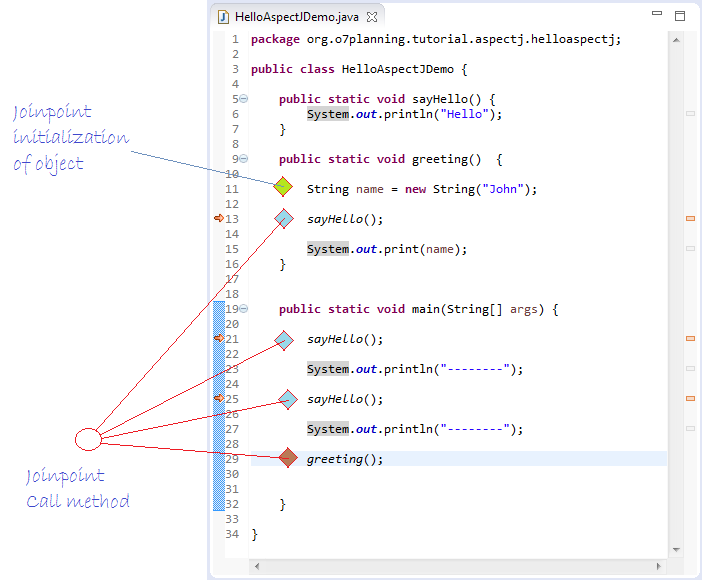 HelloAspectJDemo.java
1 package org.o7planning.tutorial.aspectj.helloaspectj;
2
3 public class HelloAspectJDemo {
4
5 public static void sayHello() {
6 System.out.println("Hello");
7 }
8
9 public static void greeting()  {
10
11 String name = new String("John");
12
13 sayHello();
14
15 System.out.print(name);
16 }
17
18
19 public static void main(String[] args) {
20
21 sayHello();
22
23 System.out.println("--------");
24
25 sayHello();
26
27 System.out.println("--------");
28
29 greeting();
30
31
32 }
33
34 }
Joinpoint
initialization
of object
Joinpoint
Call method